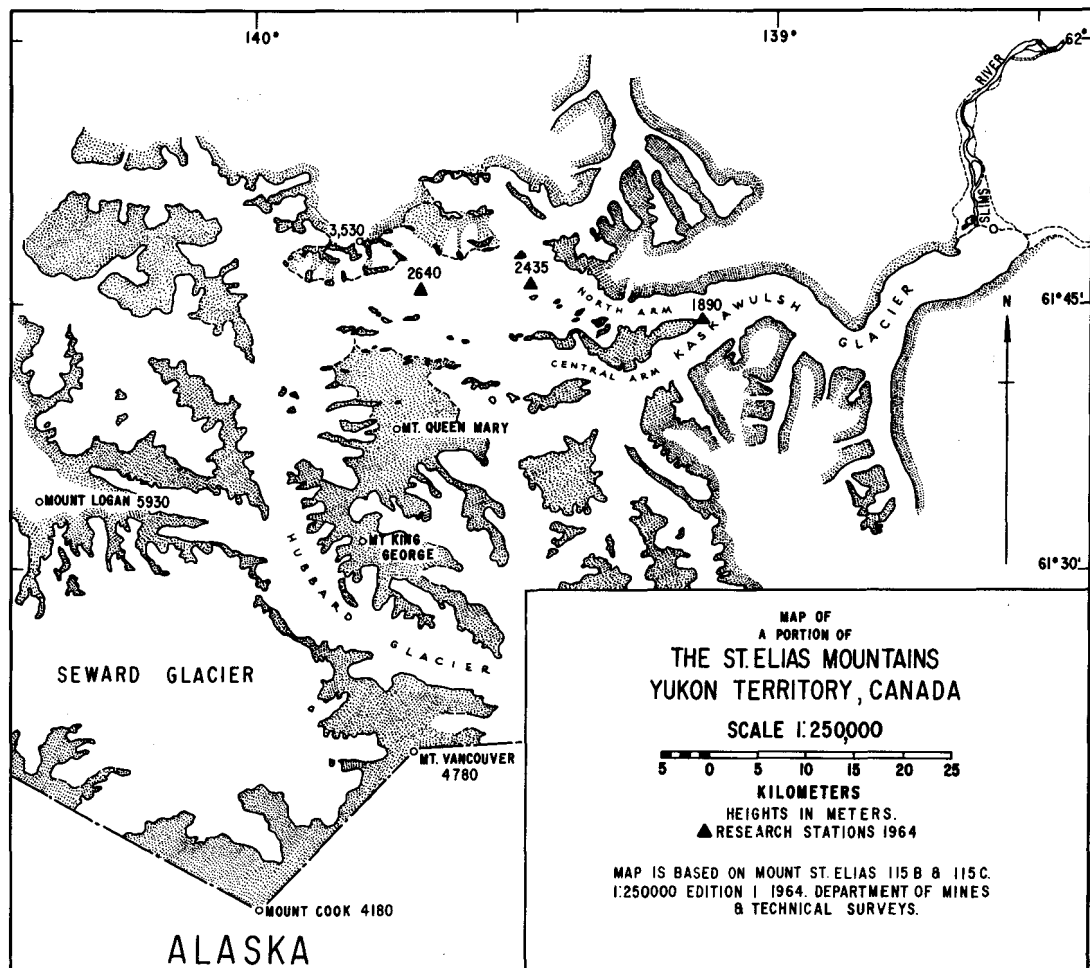 140°
139°
62°
RIVER
SLIMS
3,530
2640
2435
NORTH ARM
1890
61°45'
N
KASKAWULSH
GLACIER
CENTRAL ARM
MT. QUEEN MARY
MOUNT LOGAN 5930
MT KING
GEORGE
HUBBARD
GLACIER
61°30'
SEWARD GLACIER
MT. VANCOUVER
4780
MOUNT COOK 4180
ALASKA
MAP OF
A PORTION OF
THE ST. ELIAS MOUNTAINS
YUKON TERRITORY, CANADA
SCALE 1:250,000
5 0 5 10 15 20 25
KILOMETERS
HEIGHTS IN METERS.
▲ RESEARCH STATIONS 1964
MAP IS BASED ON MOUNT ST. ELIAS 115 B & 115 C.
1:250000 EDITION 1 1964. DEPARTMENT OF MINES
& TECHNICAL SURVEYS.